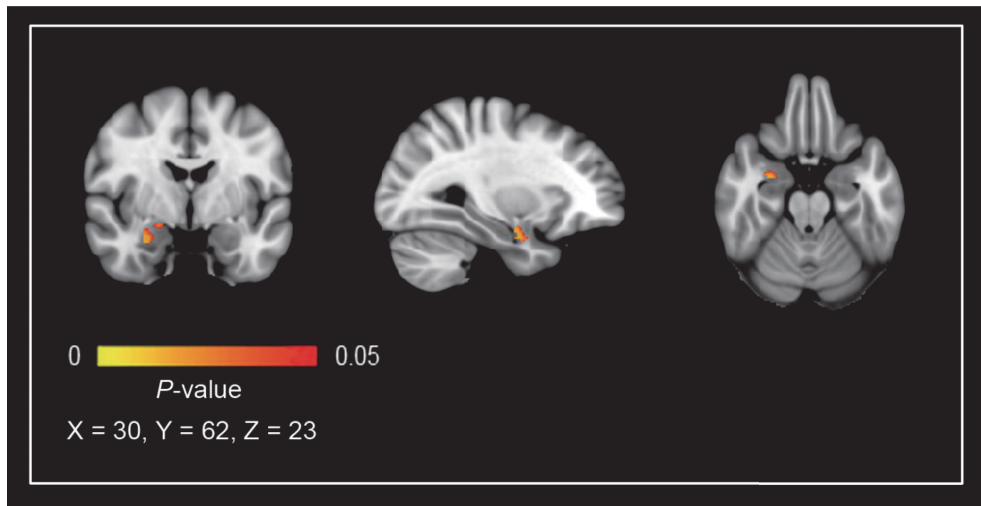 0 0.05
P-value
X = 30, Y = 62, Z = 23